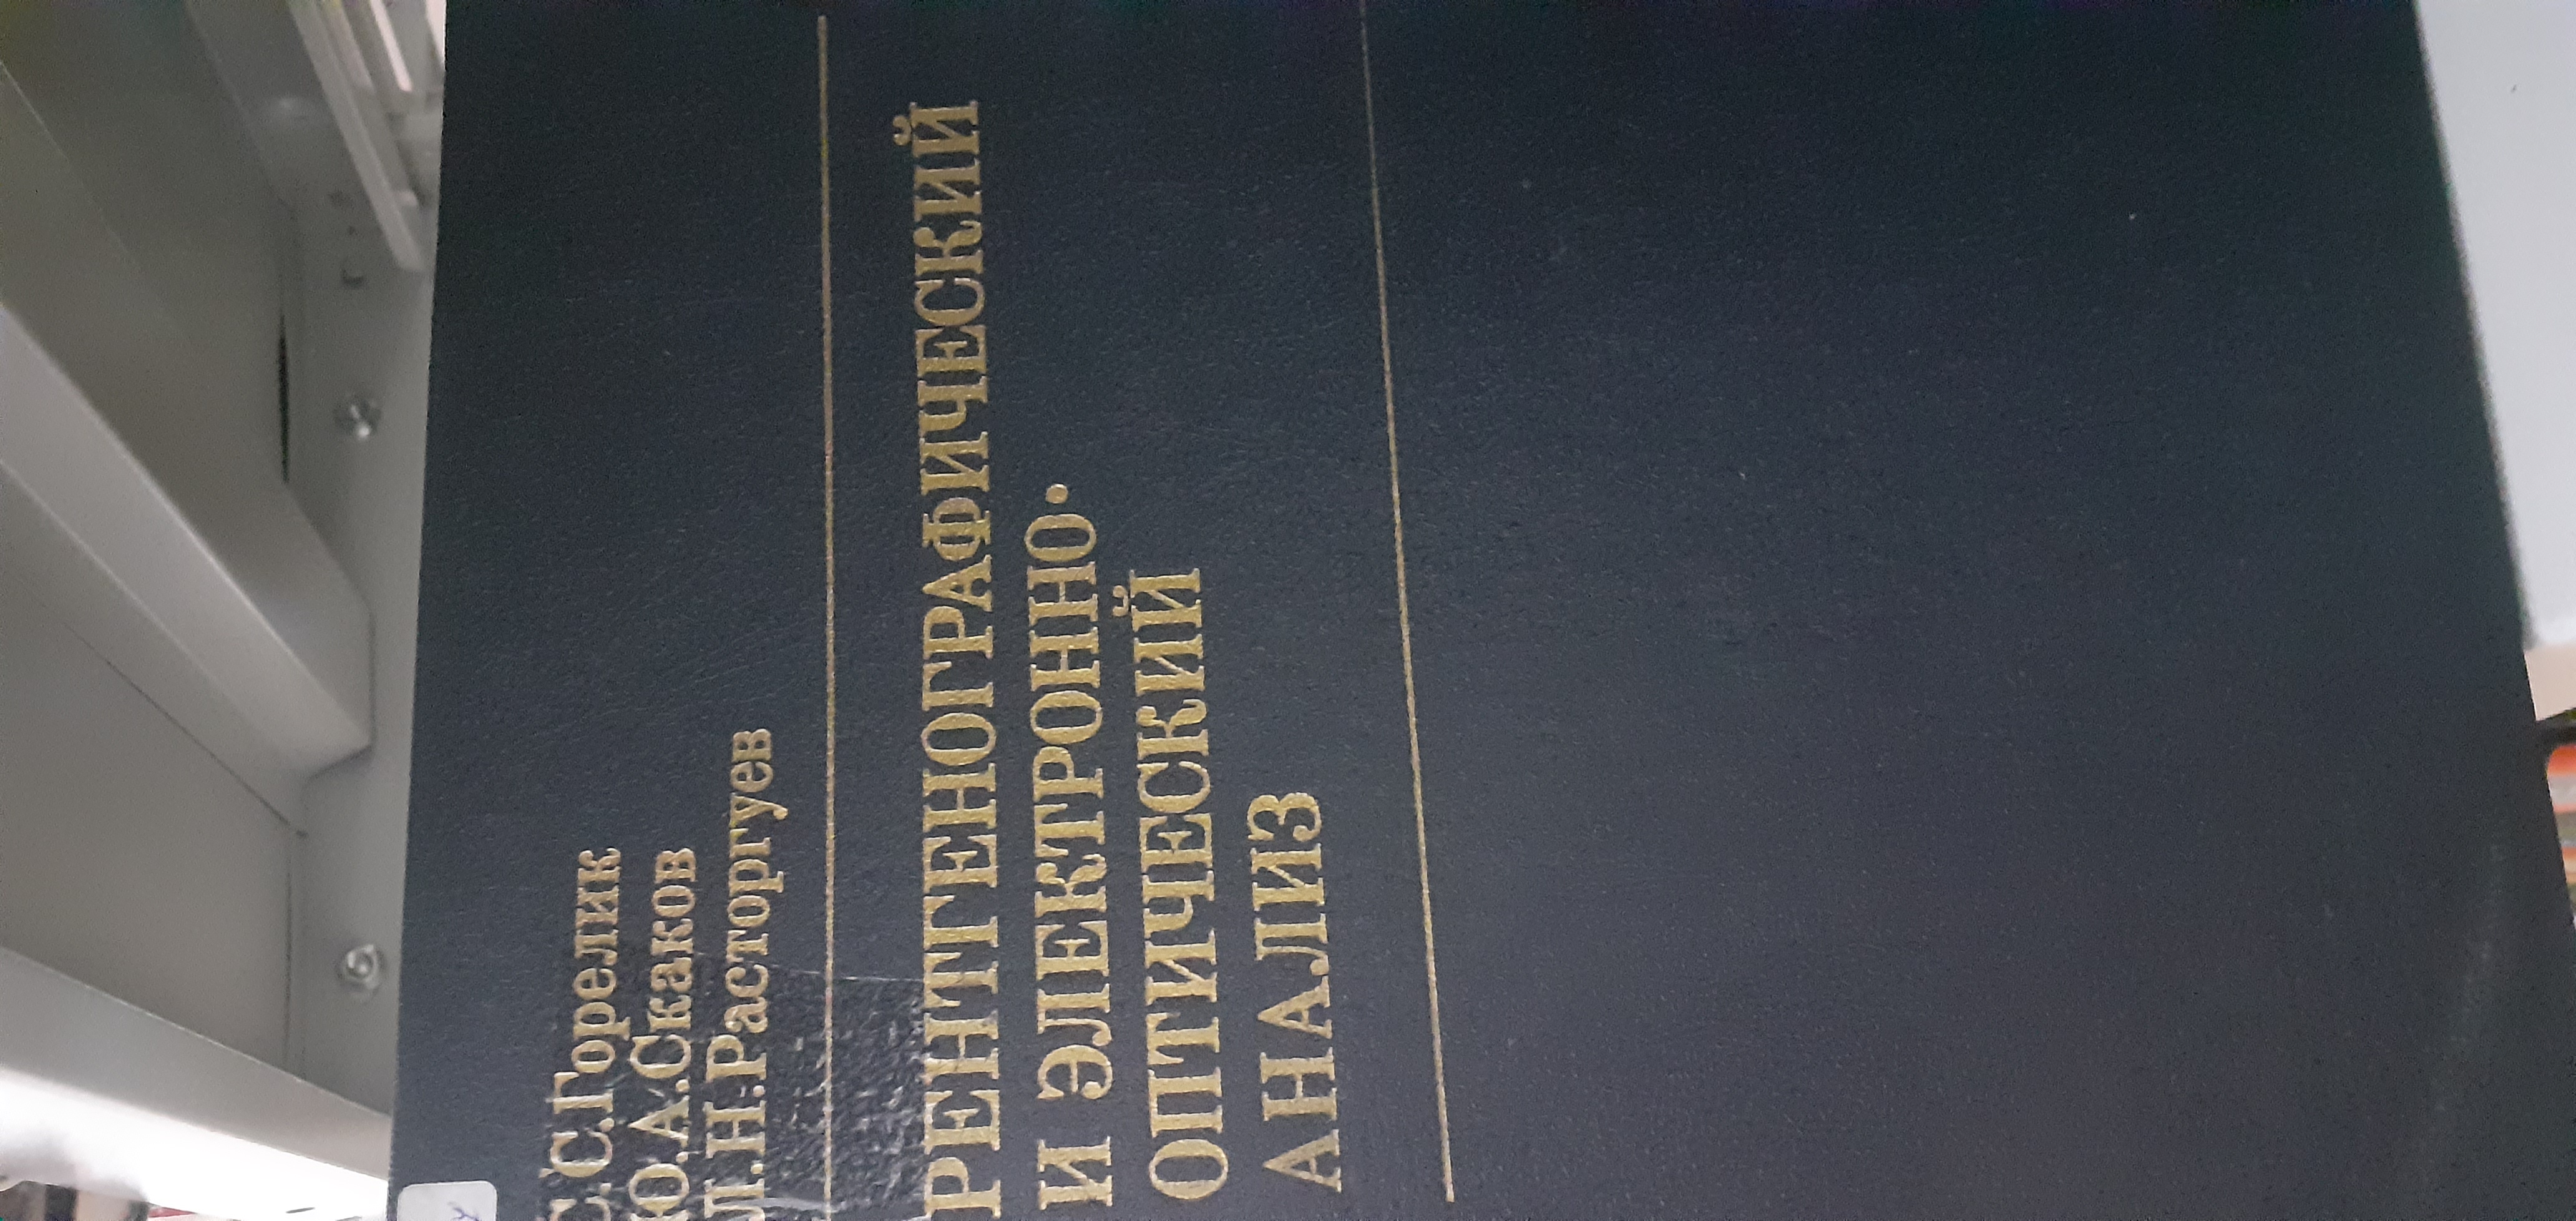 С.С.Горелик
Ю.А.Скаков
Л.Н.Расторгуев
РЕНТГЕНОГРАФИЧЕСКИЙ
И ЭЛЕКТРОННО-
ОПТИЧЕСКИЙ
АНАЛИЗ